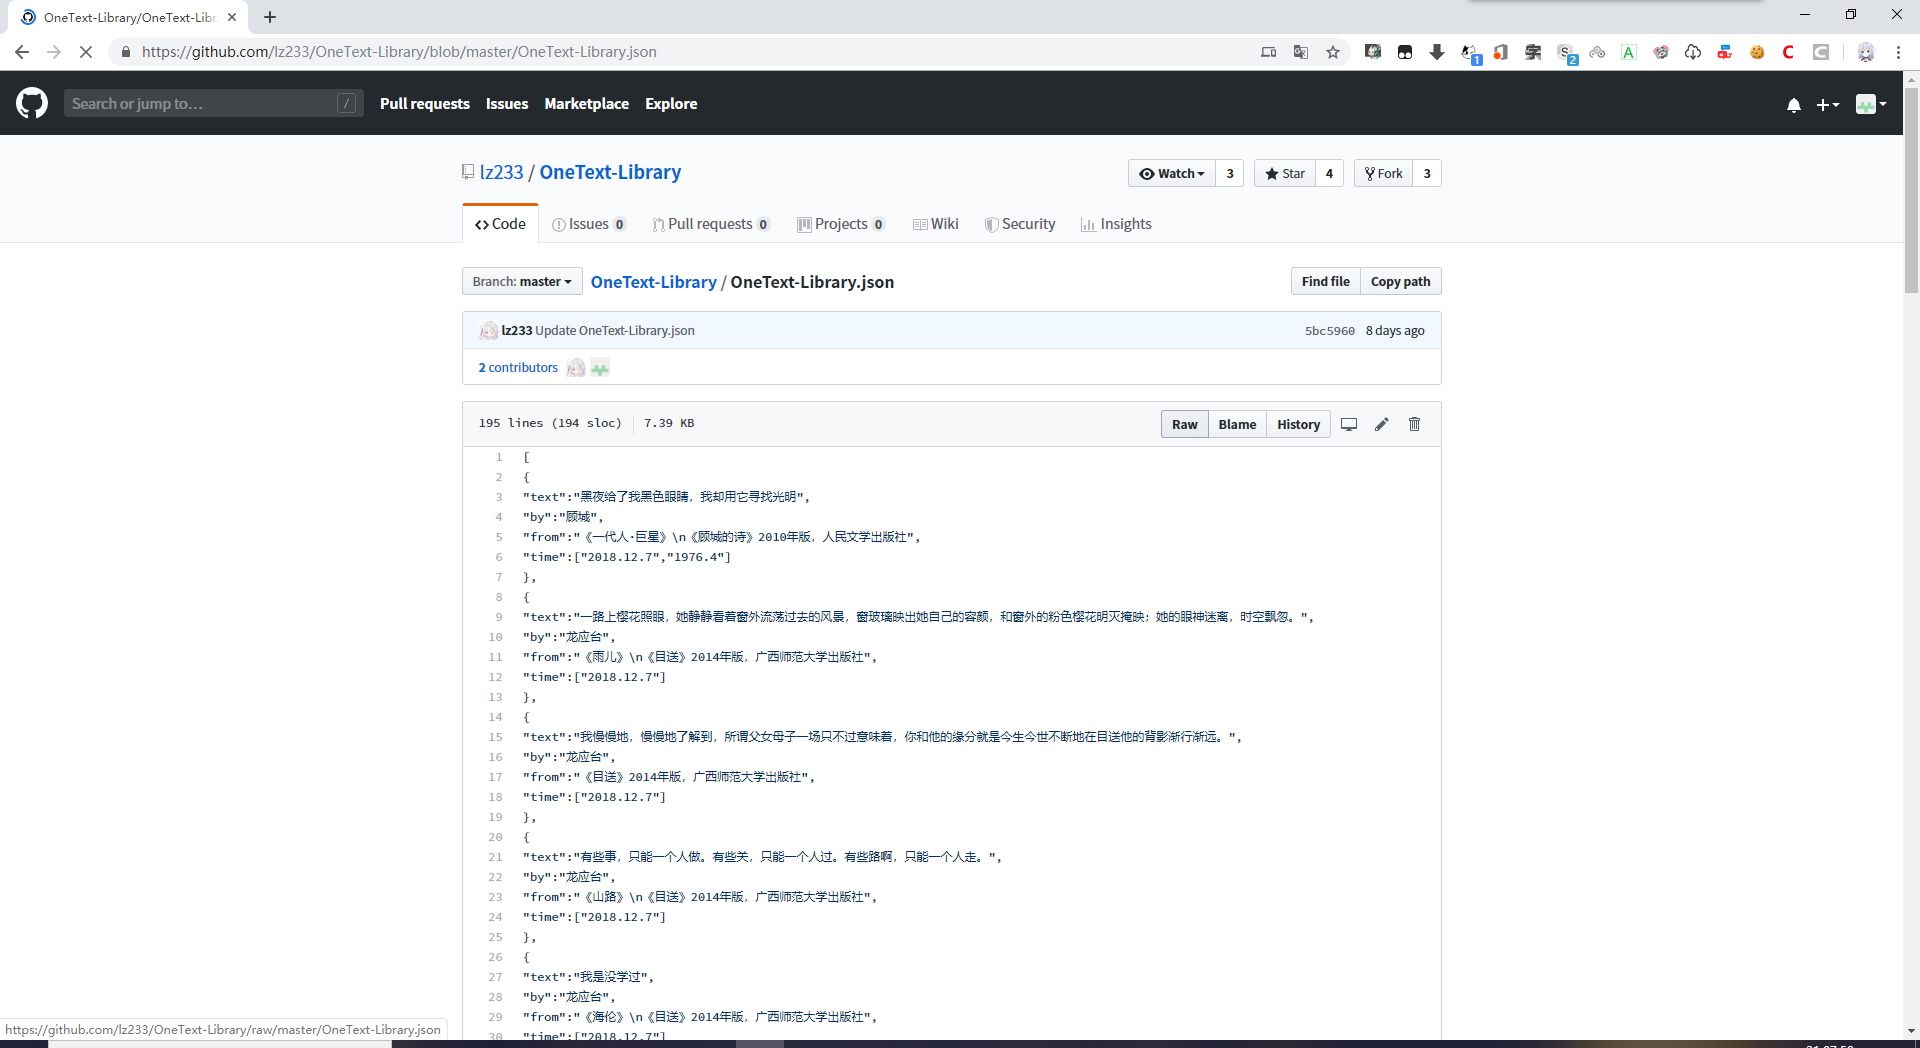 OneText-Library/OneText-Libr
https://github.com/lz233/OneText-Library/blob/master/OneText-Library.json
1
S
2
A
C
C
Search or jump to…
/
Pull requests
Issues
Marketplace
Explore
lz233 / OneText-Library
Watch 3
Star 4
Fork 3
Code
Issues 0
Pull requests 0
Projects 0
Wiki
Security
Insights
Branch: master
OneText-Library / OneText-Library.json
Find file
Copy path
lz233 Update OneText-Library.json
5bc5960 8 days ago
2 contributors
195 lines (194 sloc) 7.39 KB
Raw
Blame
History
1 [
2 {
3 "text":"黑夜给了我黑色眼睛，我却用它寻找光明",
4 "by":"顾城",
5 "from":"《一代人·巨星》\n《顾城的诗》2010年版，人民文学出版社",
6 "time":["2018.12.7","1976.4"]
7 },
8 {
9 "text":"一路上樱花照眼，她静静看着窗外流荡过去的风景，窗玻璃映出她自己的容颜，和窗外的粉色樱花明灭掩映；她的眼神迷离，时空飘忽。",
10 "by":"龙应台",
11 "from":"《雨儿》\n《目送》2014年版，广西师范大学出版社",
12 "time":["2018.12.7"]
13 },
14 {
15 "text":"我慢慢地，慢慢地了解到，所谓父女母子一场只不过意味着，你和他的缘分就是今生今世不断地在目送他的背影渐行渐远。",
16 "by":"龙应台",
17 "from":"《目送》2014年版，广西师范大学出版社",
18 "time":["2018.12.7"]
19 },
20 {
21 "text":"有些事，只能一个人做。有些关，只能一个人过。有些路啊，只能一个人走。",
22 "by":"龙应台",
23 "from":"《山路》\n《目送》2014年版，广西师范大学出版社",
24 "time":["2018.12.7"]
25 },
26 {
27 "text":"我是没学过",
28 "by":"龙应台",
29 "from":"《海伦》\n《目送》2014年版，广西师范大学出版社",
30 "time":["2018.12.7"]
https://github.com/lz233/OneText-Library/raw/master/OneText-Library.json